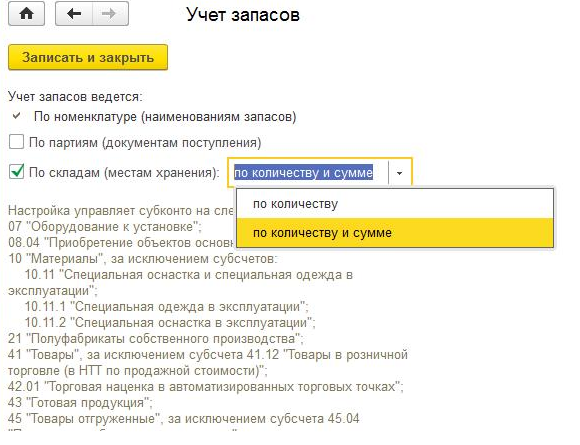 Учет запасов
Записать и закрыть
Учет запасов ведется:
По номенклатуре (наименованиям запасов)
По партиям (документам поступления)
По складам (местам хранения): по количеству и сумме
по количеству
по количеству и сумме
Настройка управляет субконто на сле
07 "Оборудование к установке";
08.04 "Приобретение объектов основн
10 "Материалы", за исключением субсчетов:
10.11 "Специальная оснастка и специальная одежда в
эксплуатации";
10.11.1 "Специальная одежда в эксплуатации";
10.11.2 "Специальная оснастка в эксплуатации";
21 "Полуфабрикаты собственного производства";
41 "Товары", за исключением субсчета 41.12 "Товары в розничной
торговле (в НТТ по продажной стоимости)";
42.01 "Торговая наценка в автоматизированных торговых точках";
43 "Готовая продукция";
45 "Товары отгруженные", за исключением субсчета 45.04